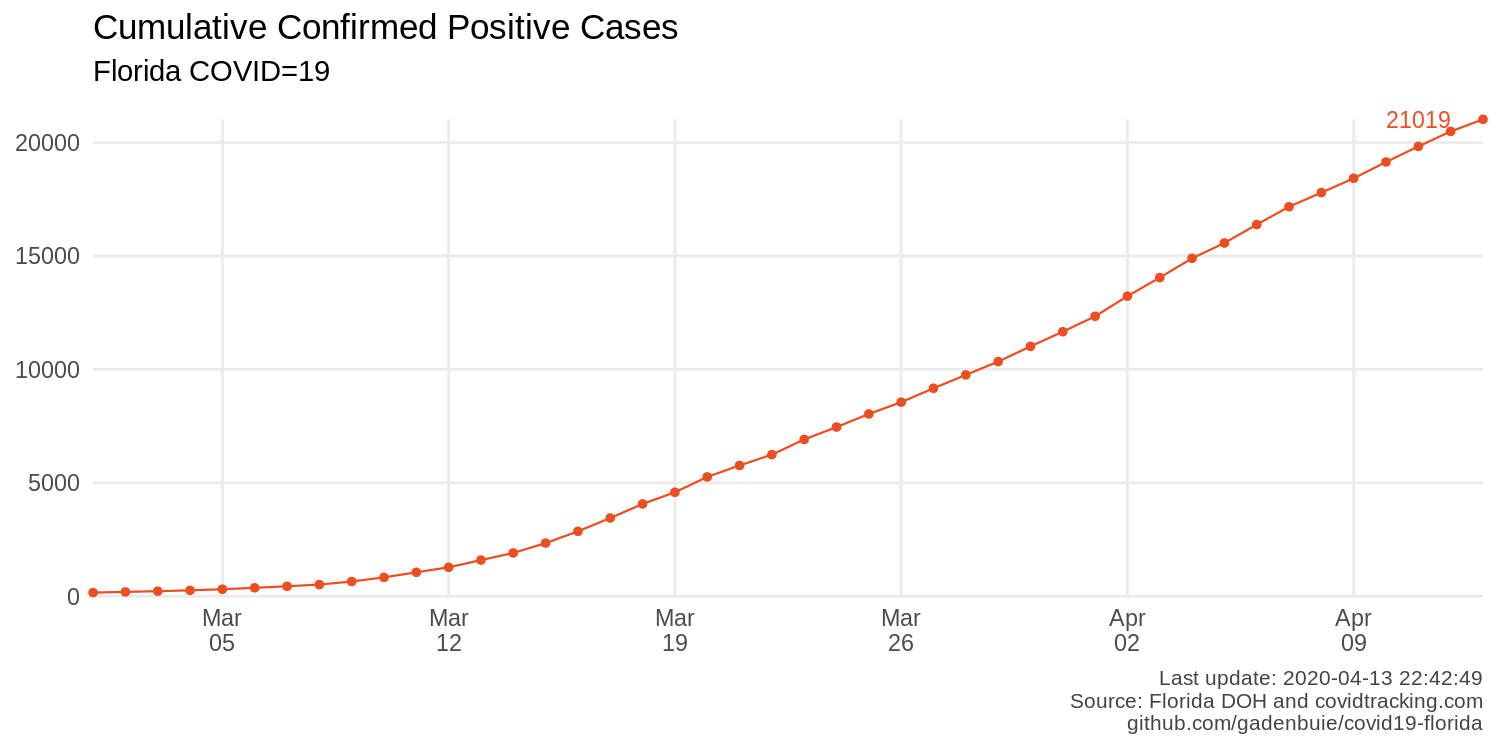 Cumulative Confirmed Positive Cases
Florida COVID=19
21019
20000
15000
10000
5000
0
Mar
05
Mar
12
Mar
19
Mar
26
Apr
02
Apr
09
Last update: 2020-04-13 22:42:49
Source: Florida DOH and covidtracking.com
github.com/gadenbuie/covid19-florida